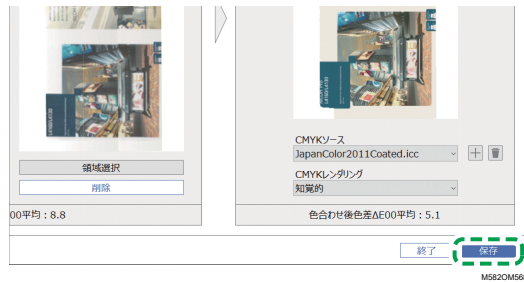 CMYKソース
JapanColor2011Coated.icc
CMYKレンダリング
知覚的
領域選択
削除
00平均：8.8
色合わせ後色差ΔE00平均：5.1
終了
保存
M582OM568